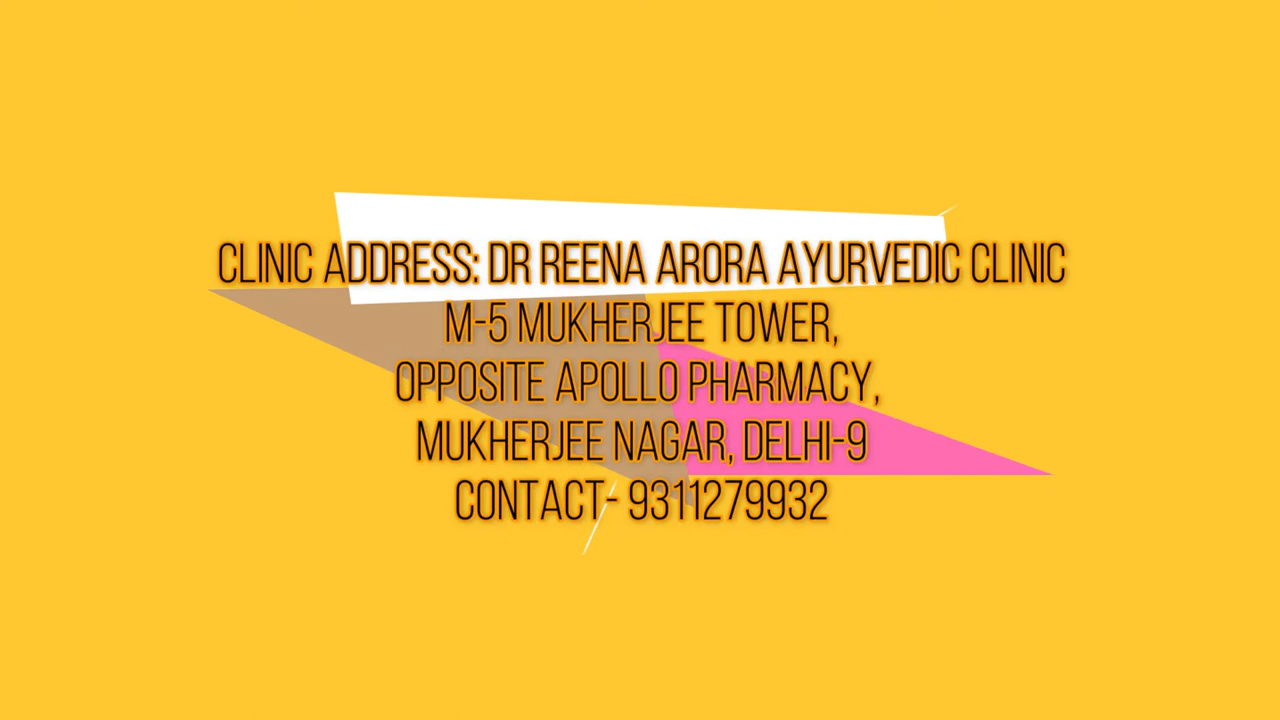 CLINIC ADDRESS: DR REENA ARORA AYURVEDIC CLINIC
M-5 MUKHERJEE TOWER,
OPPOSITE APOLLO PHARMACY,
MUKHERJEE NAGAR, DELHI-9
CONTACT- 9311279932